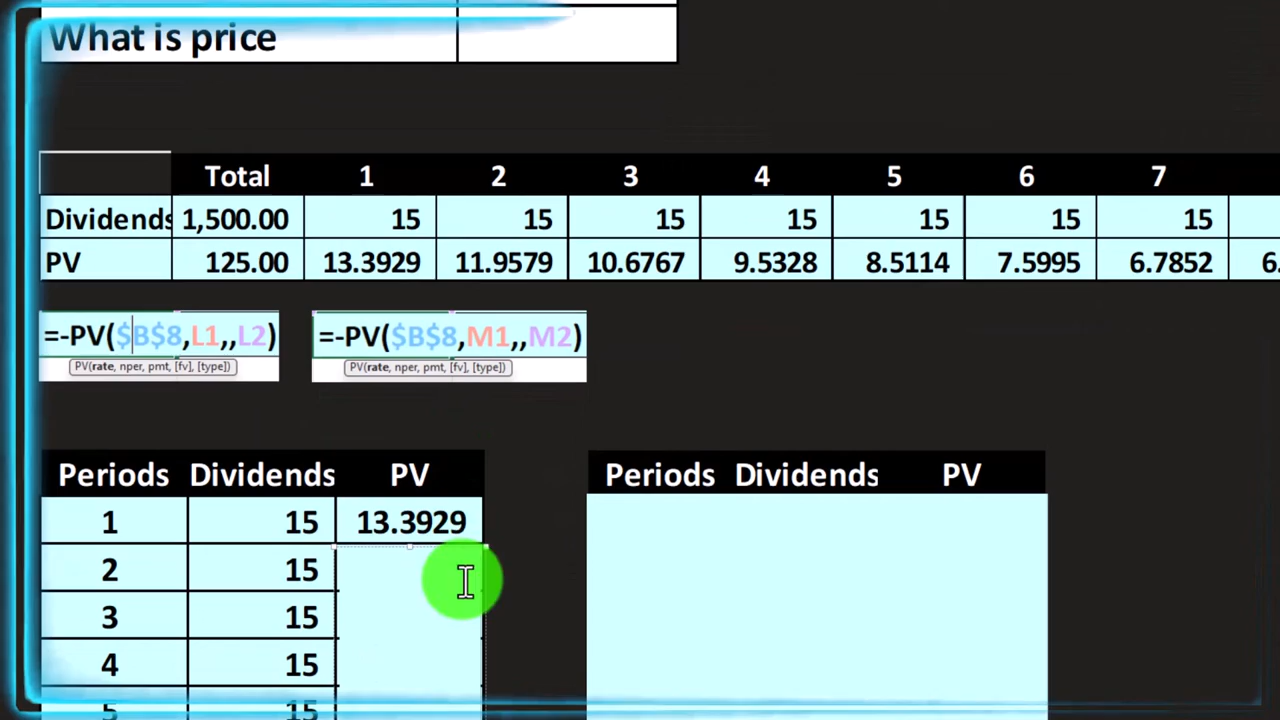 What is price
Total 1 2 3 4 5 6 7
Dividends 1,500.00 15 15 15 15 15 15 15
PV 125.00 13.3929 11.9579 10.6767 9.5328 8.5114 7.5995 6.7852 6.
=-PV($B$8,L1,,L2) =-PV($B$8,M1,,M2)
PV(rate, nper, pmt, [fv], [type]) PV(rate, nper, pmt, [fv], [type])
Periods Dividends PV Periods Dividends PV
1 15 13.3929
2 15
3 15
4 15
5 15